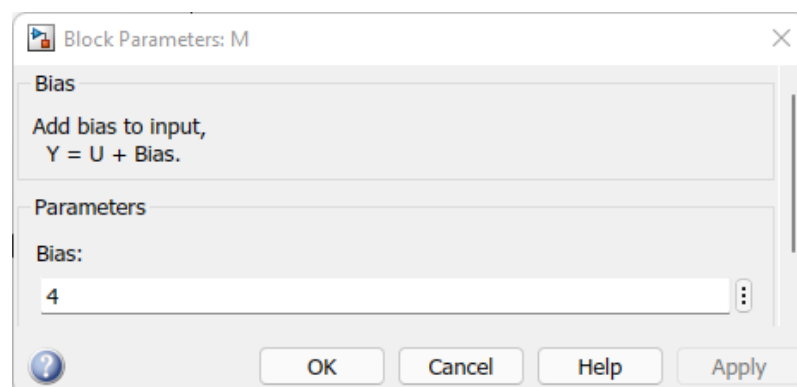 Block Parameters: M
Bias
Add bias to input,
Y = U + Bias.
Parameters
Bias:
4
OK Cancel Help Apply